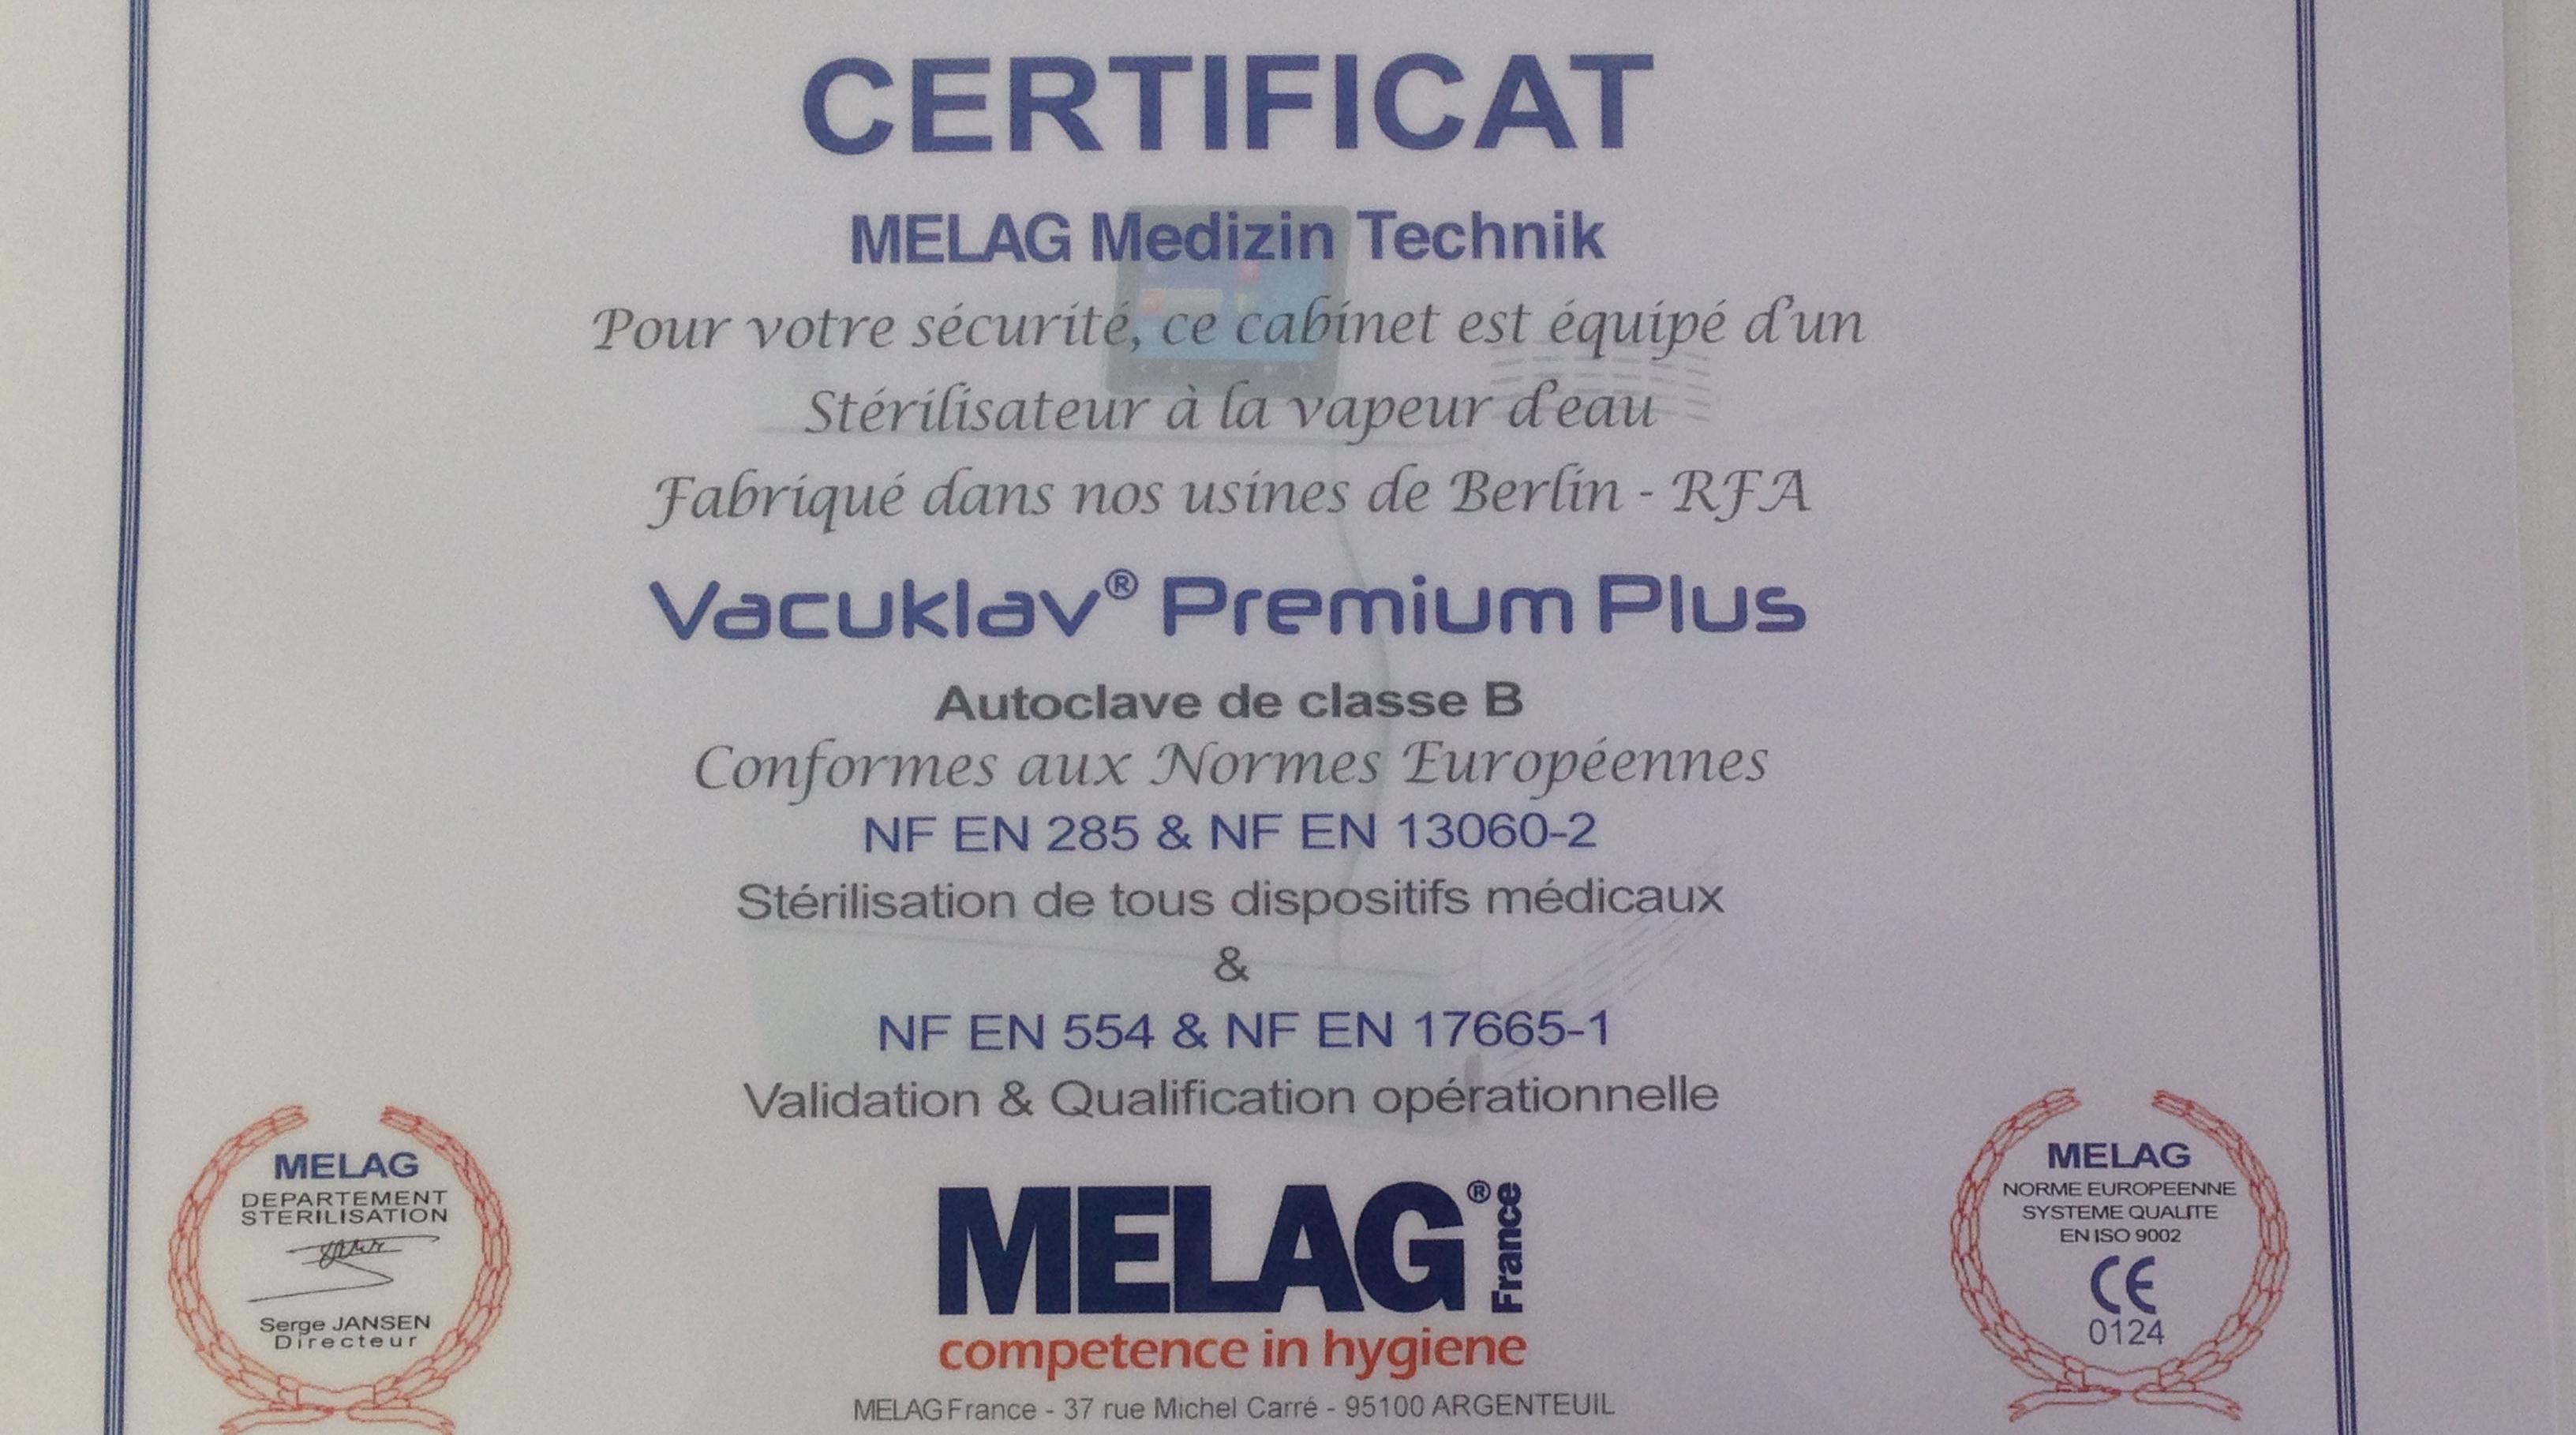 CERTIFICAT
MELAG Medizin Technik
Pour votre sécurité, ce cabinet est équipé d'un
Stérilisateur à la vapeur d'eau
Fabriqué dans nos usines de Berlin - RFA
Vacuklav® Premium Plus
Autoclave de classe B
Conformes aux Normes Européennes
NF EN 285 & NF EN 13060-2
Stérilisation de tous dispositifs médicaux
&
NF EN 554 & NF EN 17665-1
Validation & Qualification opérationnelle
MELAG
DEPARTEMENT
STERILISATION
Serge JANSEN
Directeur
MELAG® France
competence in hygiene
MELAG France - 37 rue Michel Carré - 95100 ARGENTEUIL
MELAG
NORME EUROPEENNE
SYSTEME QUALITE
EN ISO 9002
CE
0124